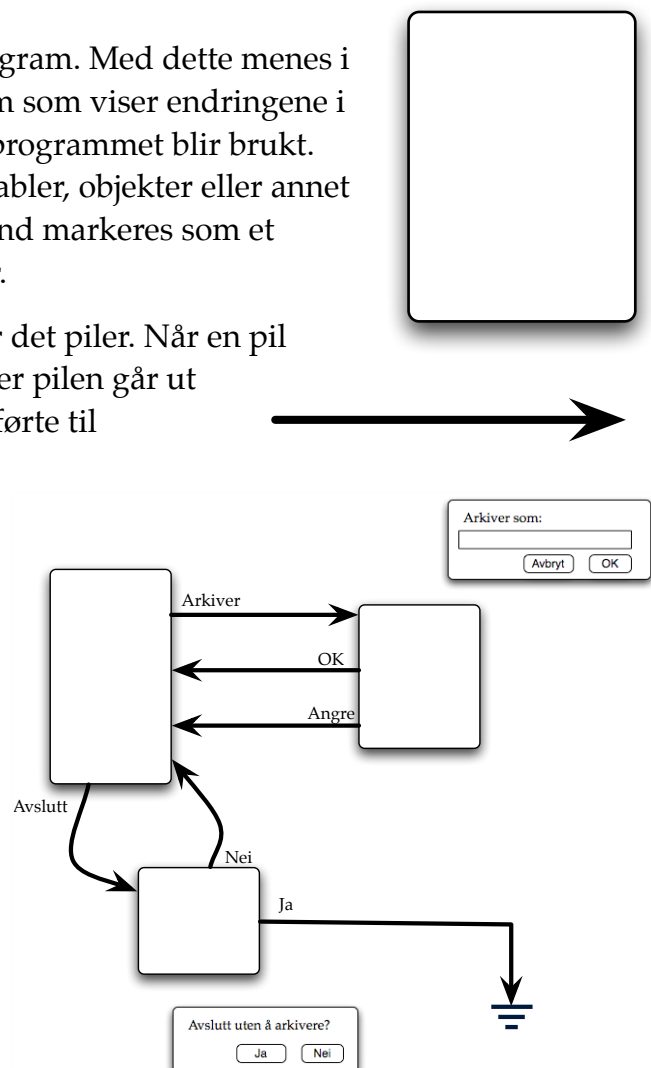 gram. Med dette menes i
m som viser endringene i
programmet blir brukt.
abler, objekter eller annet
nd markeres som et
r.
r det piler. Når en pil
er pilen går ut
førte til
Arkiver som:
Avbryt OK
Arkiver
OK
Angre
Avslutt
Nei
Ja
Avslutt uten å arkivere?
Ja Nei